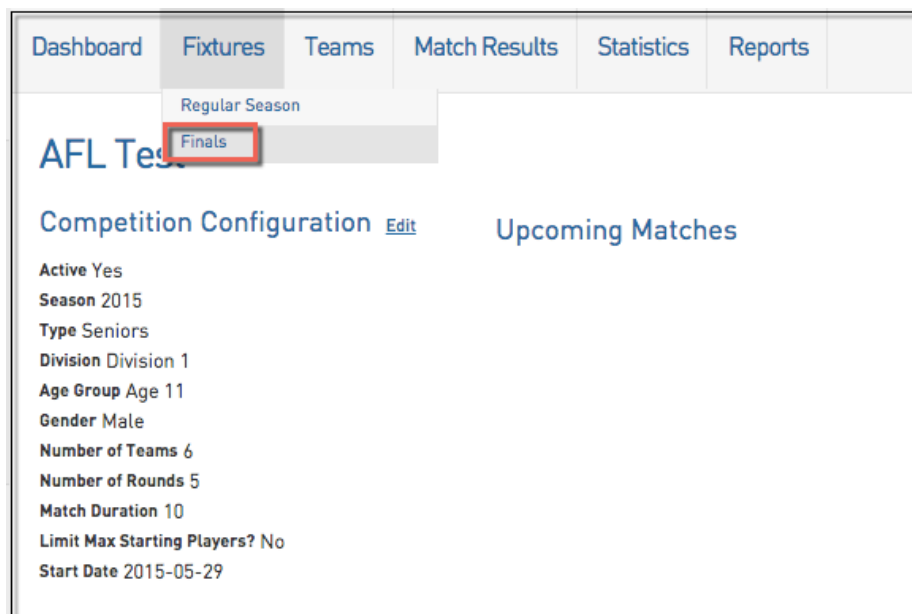 Dashboard Fixtures Teams Match Results Statistics Reports
Regular Season
Finals
AFL Test
Competition Configuration Edit
Upcoming Matches
Active Yes
Season 2015
Type Seniors
Division Division 1
Age Group Age 11
Gender Male
Number of Teams 6
Number of Rounds 5
Match Duration 10
Limit Max Starting Players? No
Start Date 2015-05-29